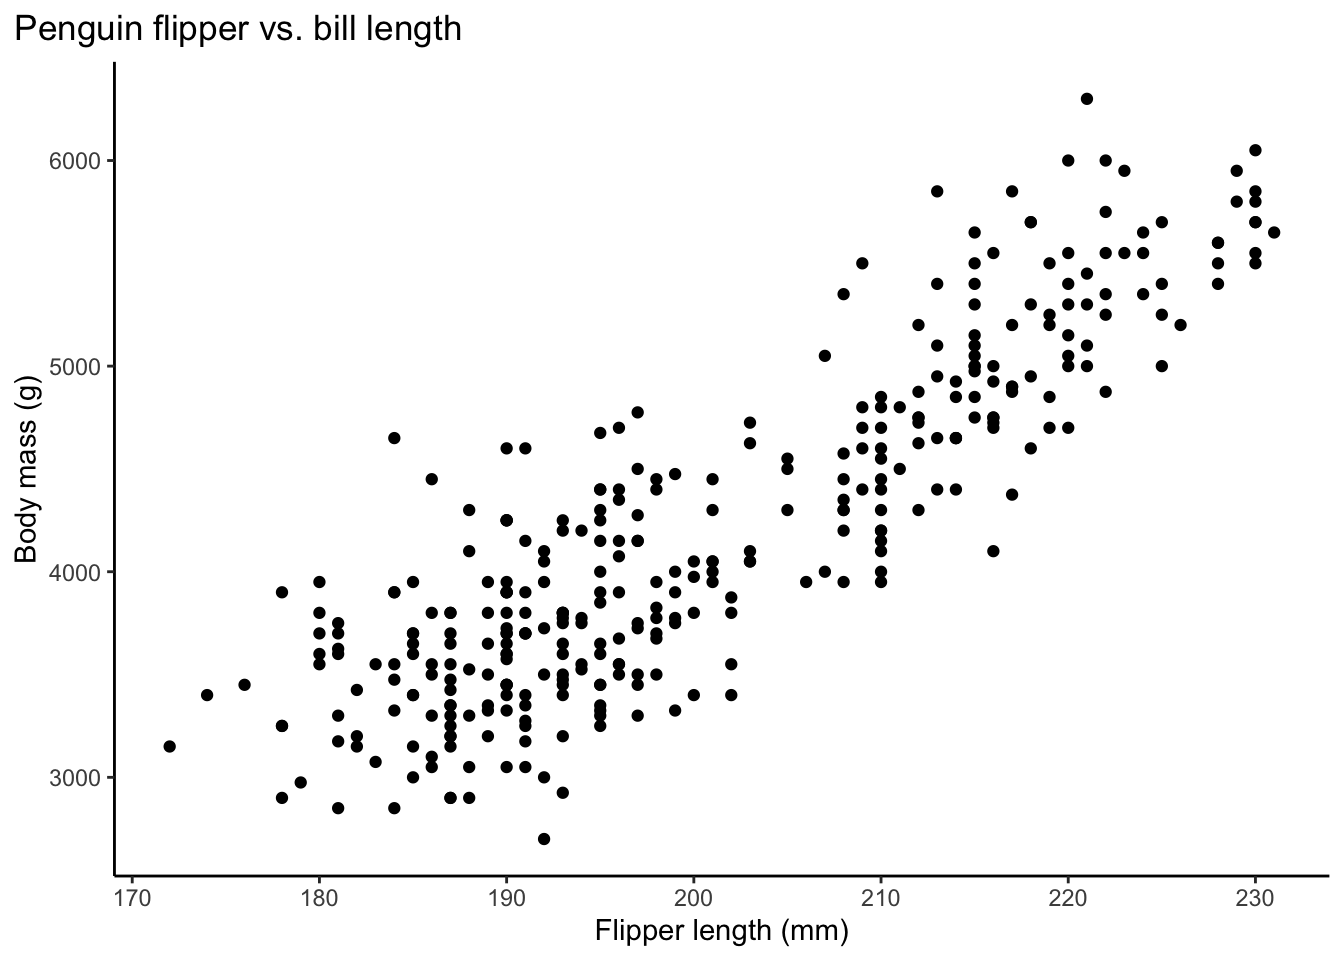 Penguin flipper vs. bill length
Body mass (g)
6000
5000
4000
3000
170 180 190 200 210 220 230
Flipper length (mm)